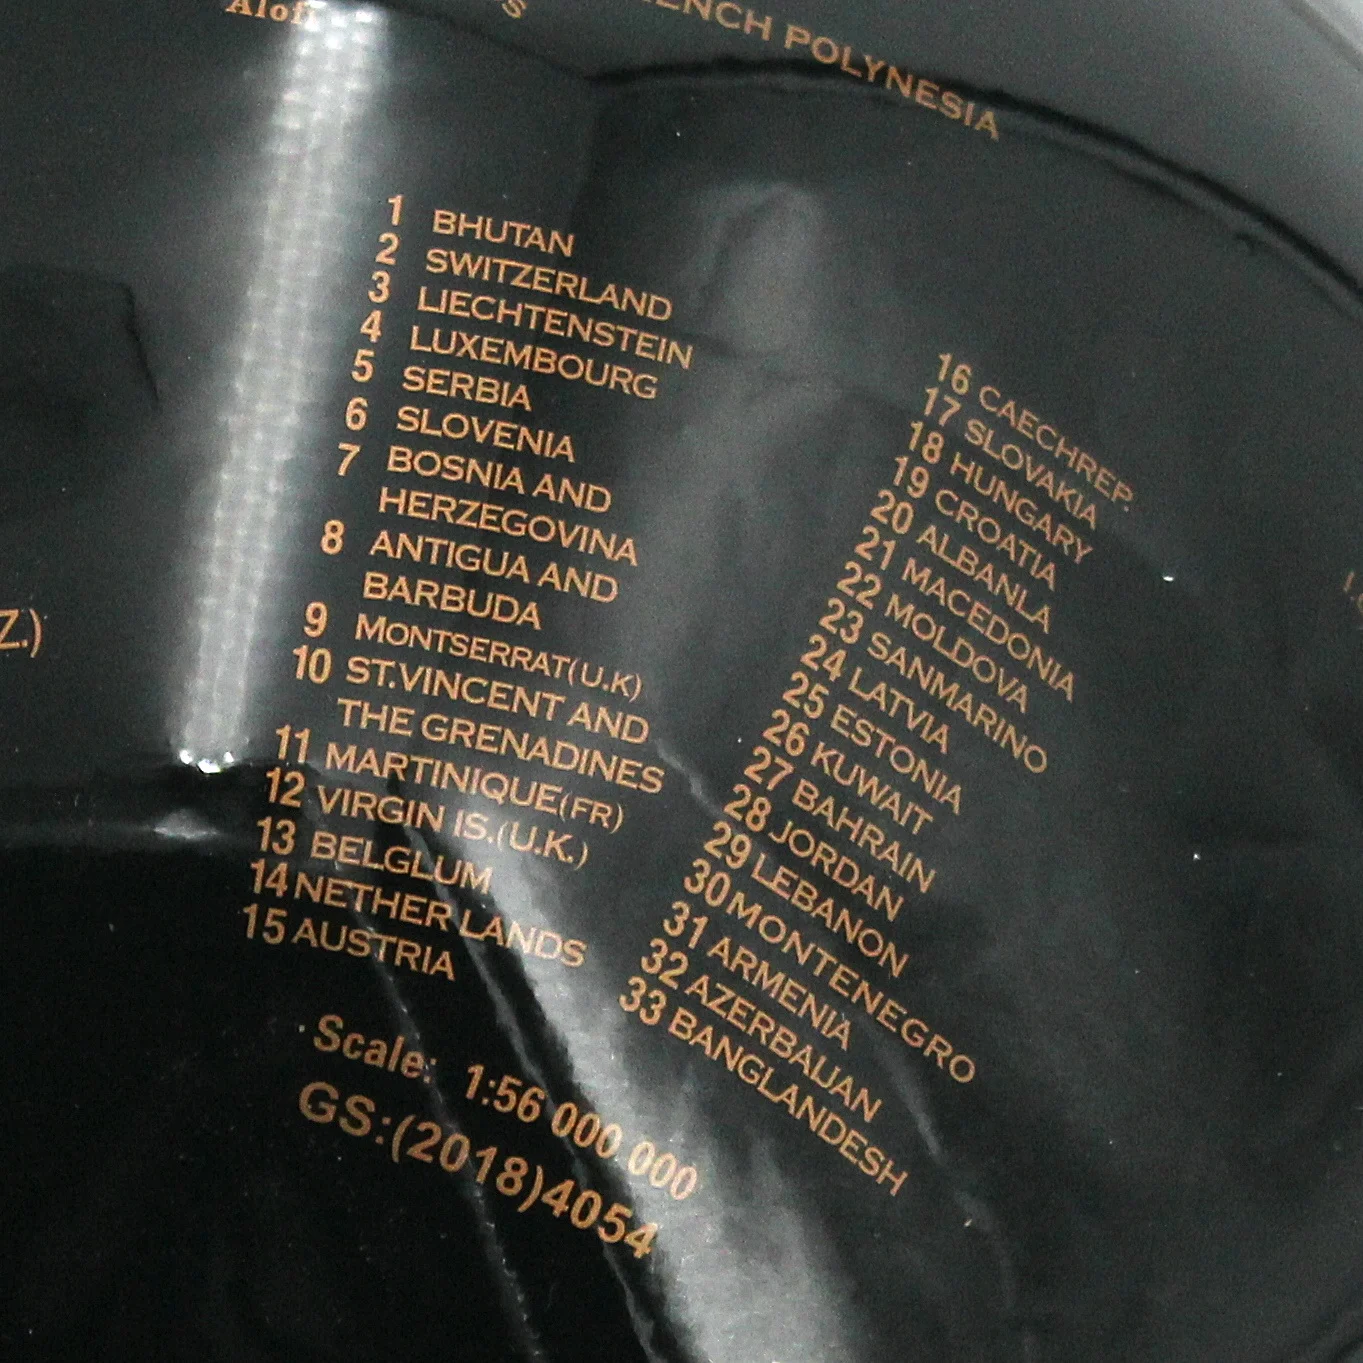 Alofi
S
FRENCH POLYNESIA
Z.)
1 BHUTAN
2 SWITZERLAND
3 LIECHTENSTEIN
4 LUXEMBOURG
5 SERBIA
6 SLOVENIA
7 BOSNIA AND
HERZEGOVINA
8 ANTIGUA AND
BARBUDA
9 MONTSERRAT(U.K)
10 ST.VINCENT AND
THE GRENADINES
11 MARTINIQUE(FR)
12 VIRGIN IS.(U.K.)
13 BELGLUM
14 NETHER LANDS
15 AUSTRIA
16 CAECHREP.
17 SLOVAKIA
18 HUNGARY
19 CROATIA
20 ALBANLA
21 MACEDONIA
22 MOLDOVA
23 SANMARINO
24 LATVIA
25 ESTONIA
26 KUWAIT
27 BAHRAIN
28 JORDAN
29 LEBANON
30 MONTENEGRO
31 ARMENIA
32 AZERBAUAN
33 BANGLANDESH
Scale: 1:56 000 000
GS:(2018)4054